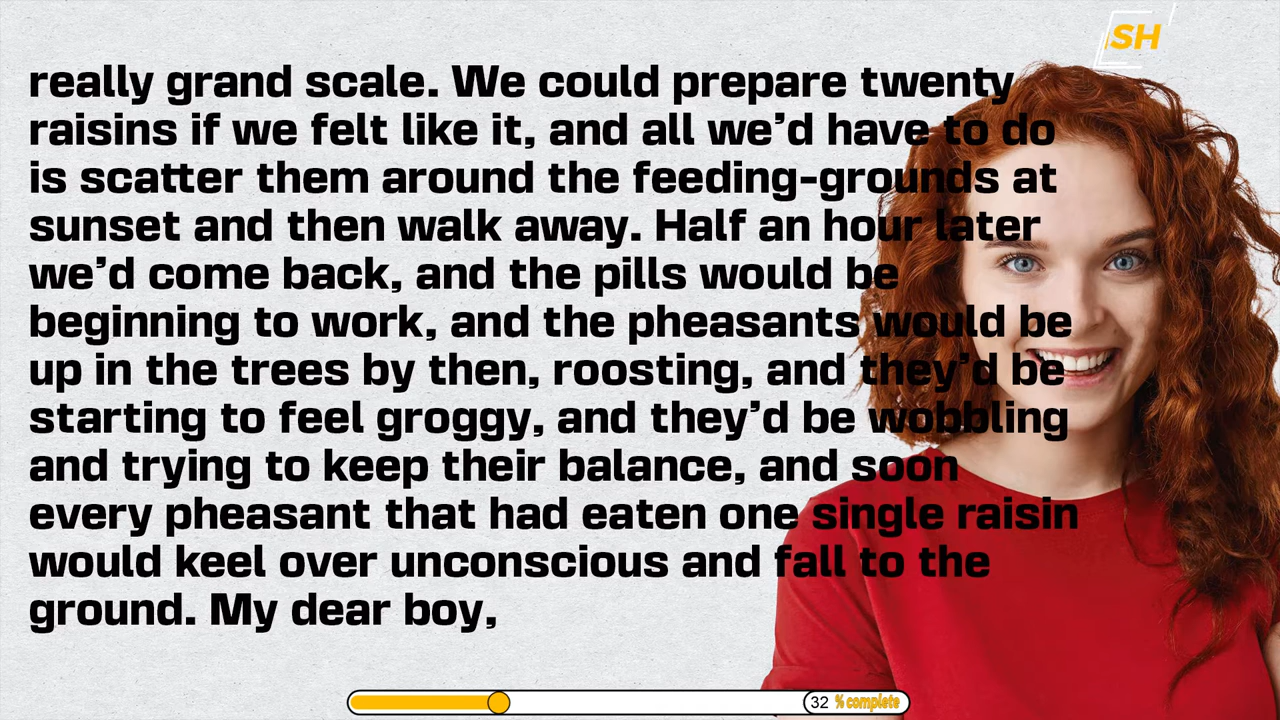 SH
really grand scale. We could prepare twenty
raisins if we felt like it, and all we’d have to do
is scatter them around the feeding-grounds at
sunset and then walk away. Half an hour later
we’d come back, and the pills would be
beginning to work, and the pheasants would be
up in the trees by then, roosting, and they’d be
starting to feel groggy, and they’d be wobbling
and trying to keep their balance, and soon
every pheasant that had eaten one single raisin
would keel over unconscious and fall to the
ground. My dear boy,
32 % complete